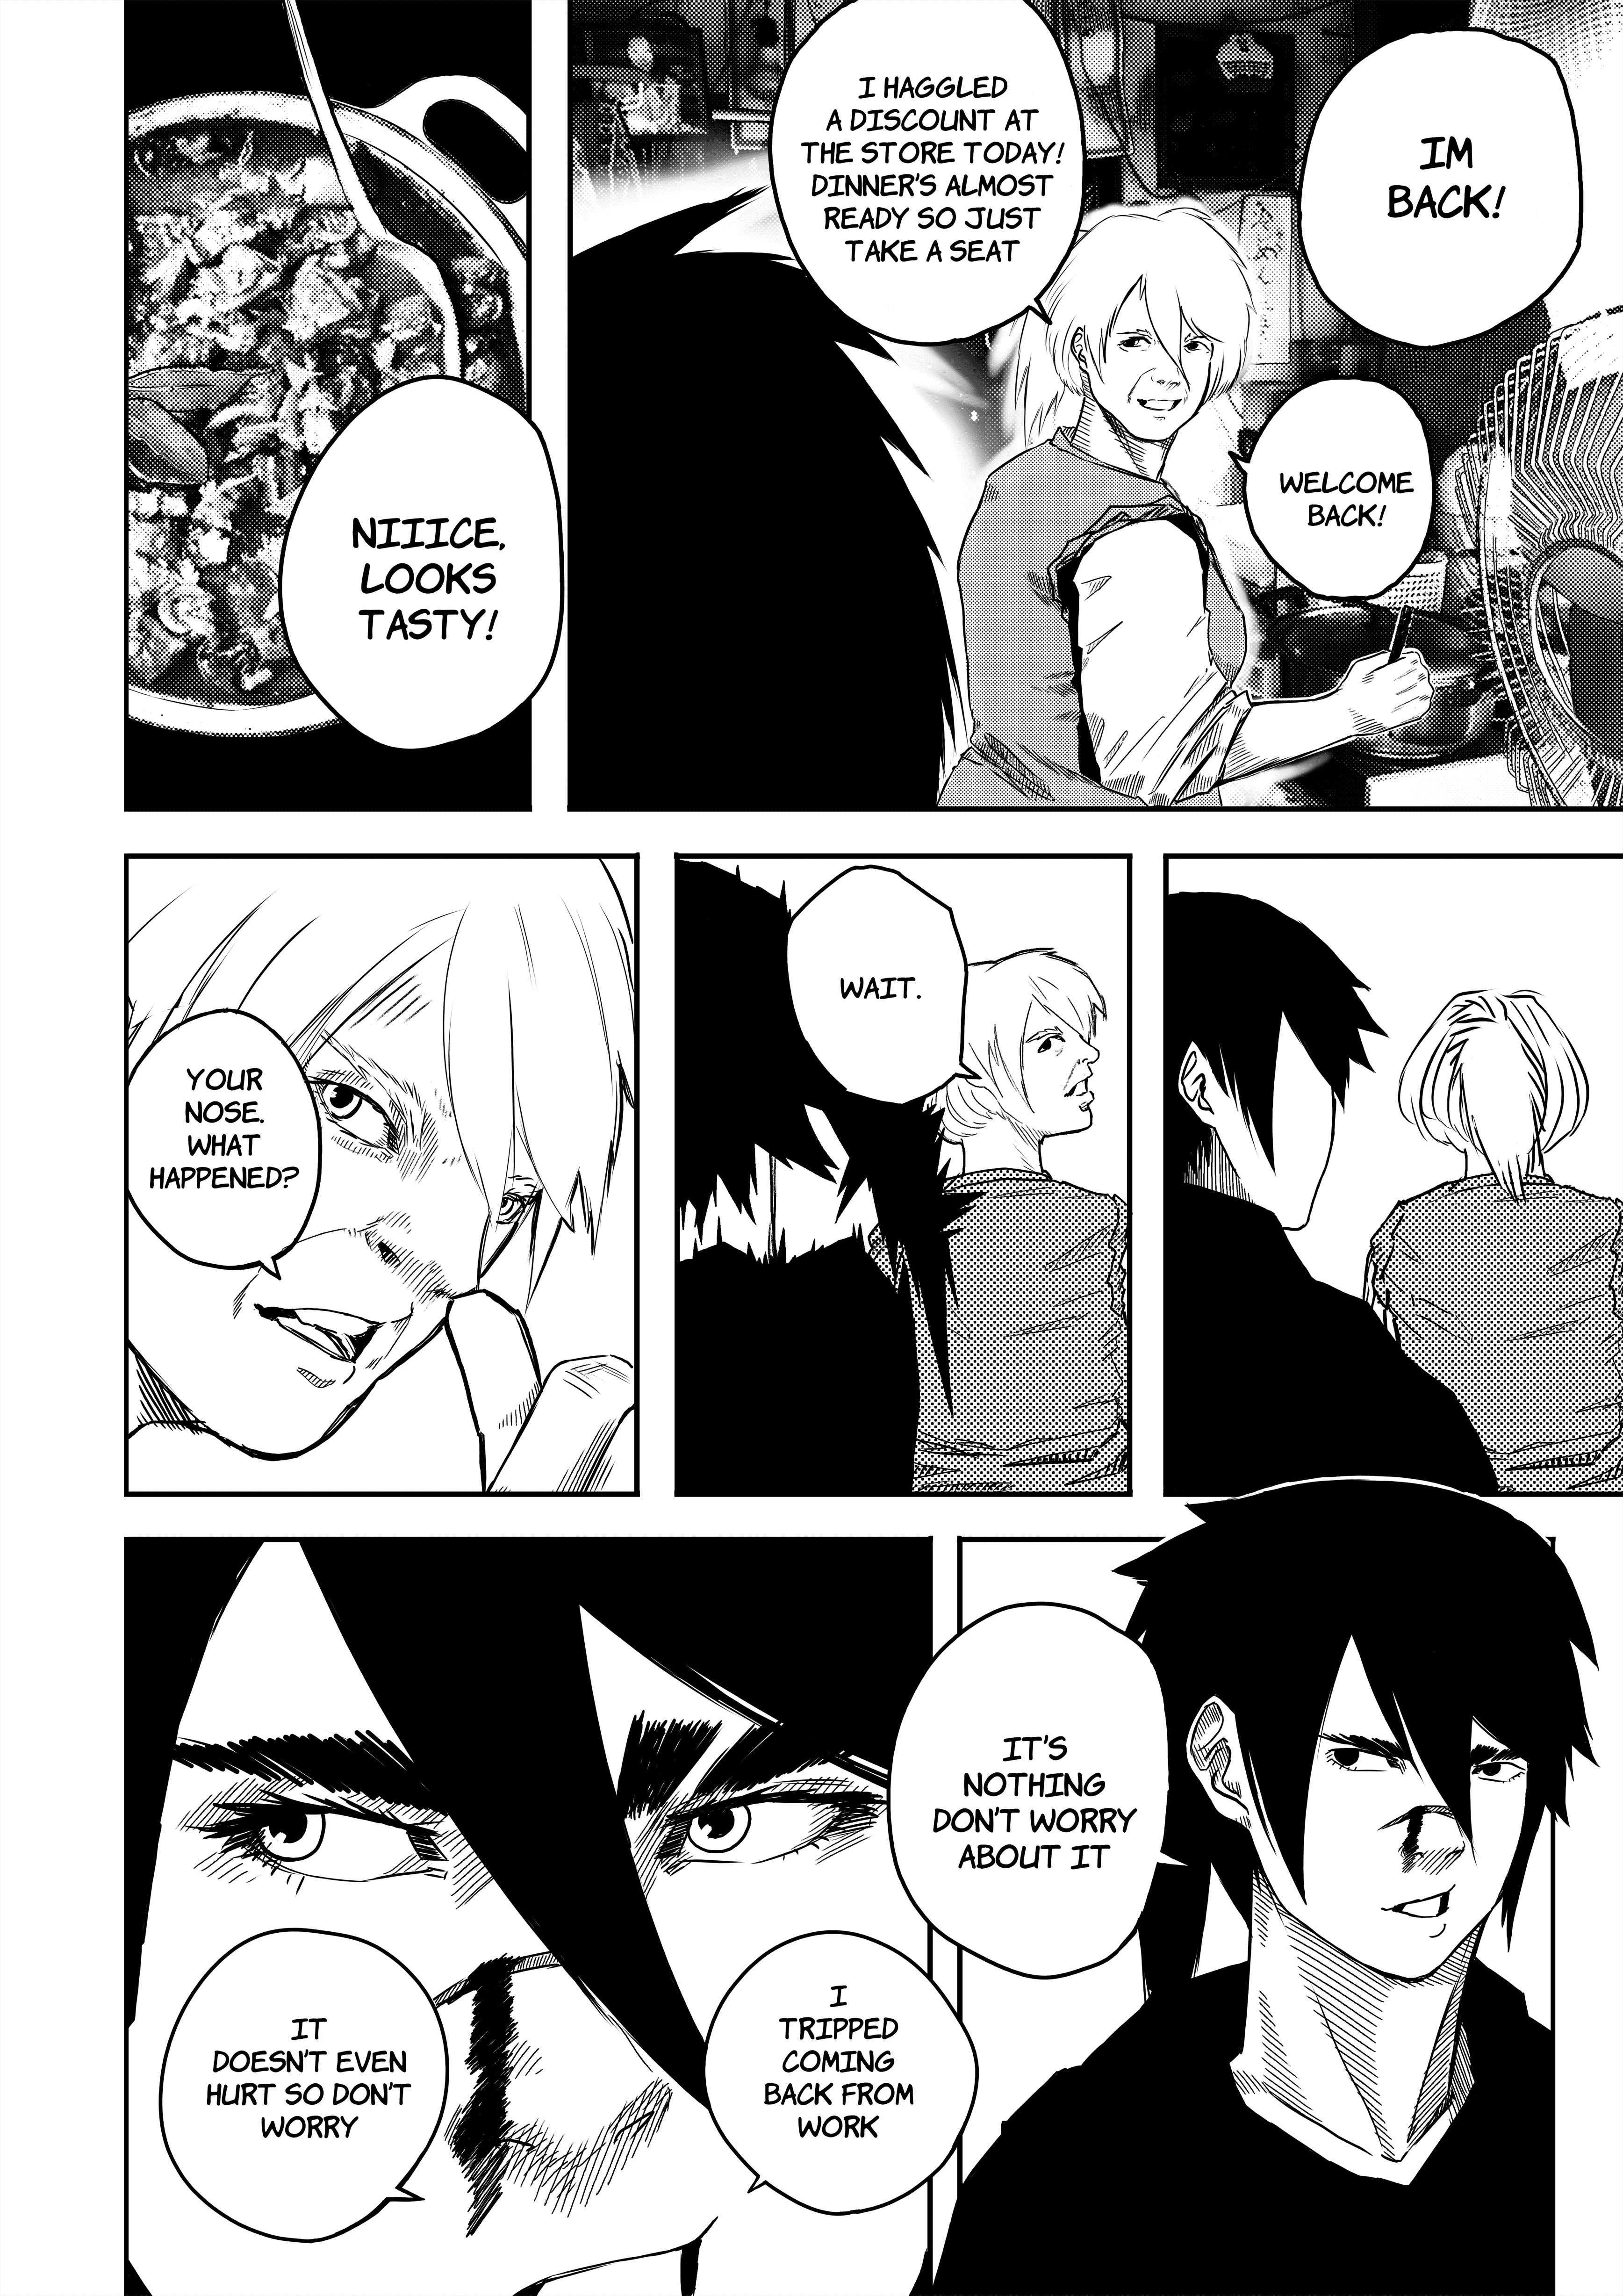 IM
BACK!
WELCOME
BACK!
I HAGGLED
A DISCOUNT AT
THE STORE TODAY!
DINNER'S ALMOST
READY SO JUST
TAKE A SEAT
NIIICE,
LOOKS
TASTY!
WAIT.
YOUR
NOSE.
WHAT
HAPPENED?
IT'S
NOTHING
DON'T WORRY
ABOUT IT
I
TRIPPED
COMING
BACK FROM
WORK
IT
DOESN'T EVEN
HURT SO DON'T
WORRY